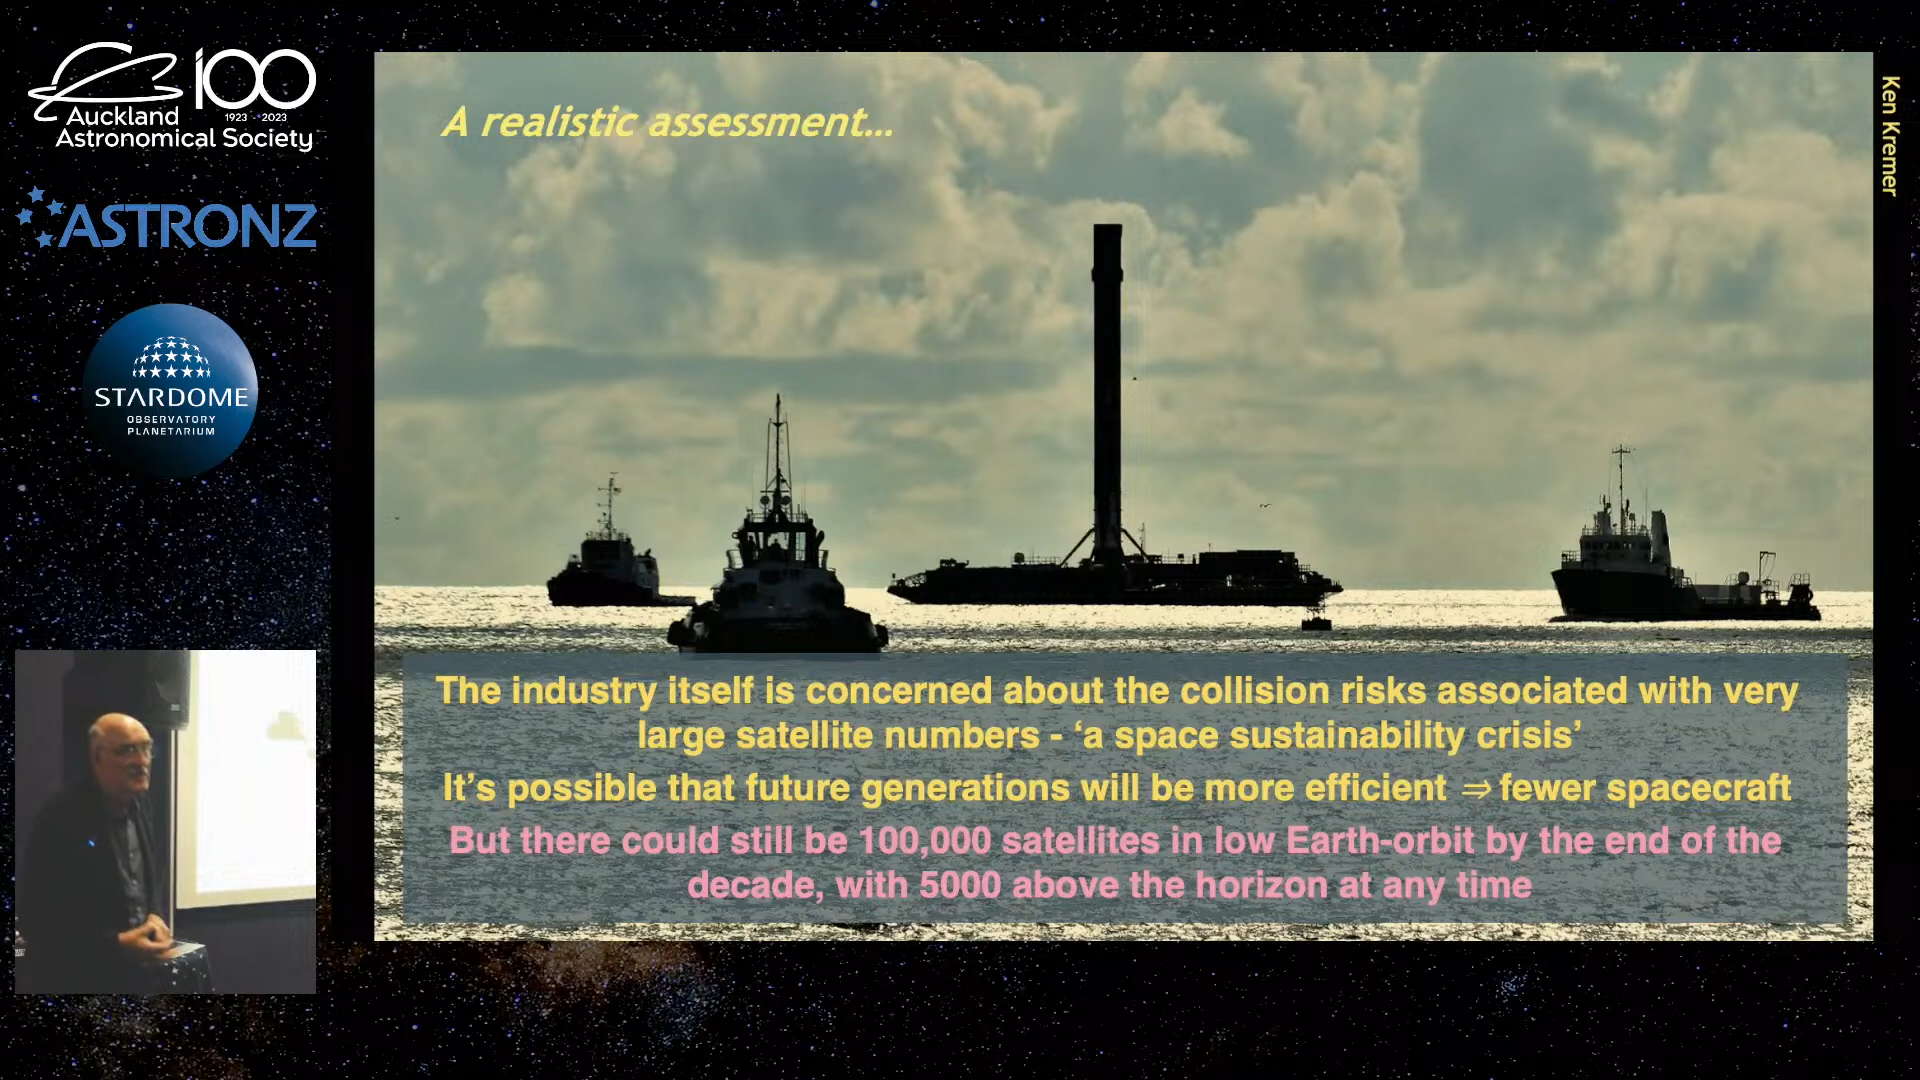 100
1923 - 2023
Auckland
Astronomical Society
ASTRONZ
STARDOME
OBSERVATORY
PLANETARIUM
A realistic assessment...
Ken Kremer
The industry itself is concerned about the collision risks associated with very
large satellite numbers - ‘a space sustainability crisis’
It’s possible that future generations will be more efficient ⇒ fewer spacecraft
But there could still be 100,000 satellites in low Earth-orbit by the end of the
decade, with 5000 above the horizon at any time